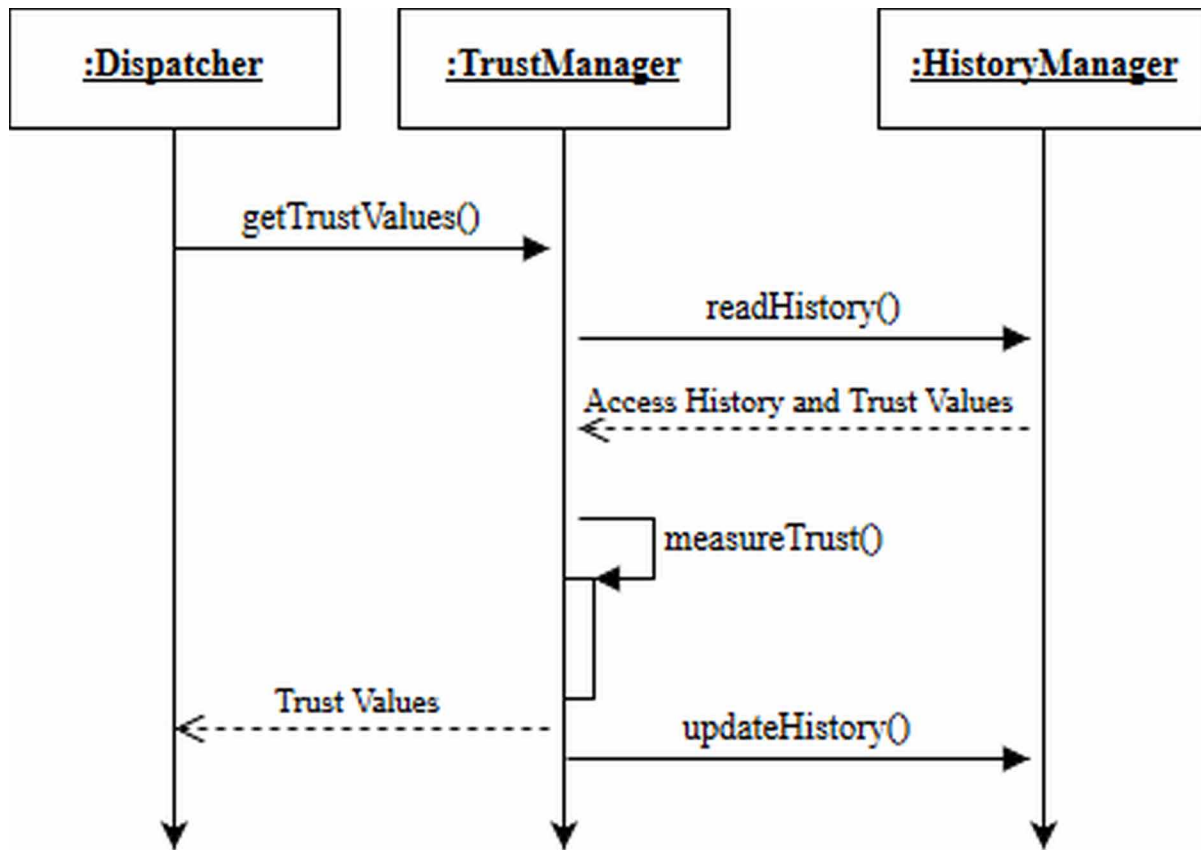 :Dispatcher
:TrustManager
:HistoryManager
getTrustValues()
readHistory()
Access History and Trust Values
measureTrust()
Trust Values
updateHistory()